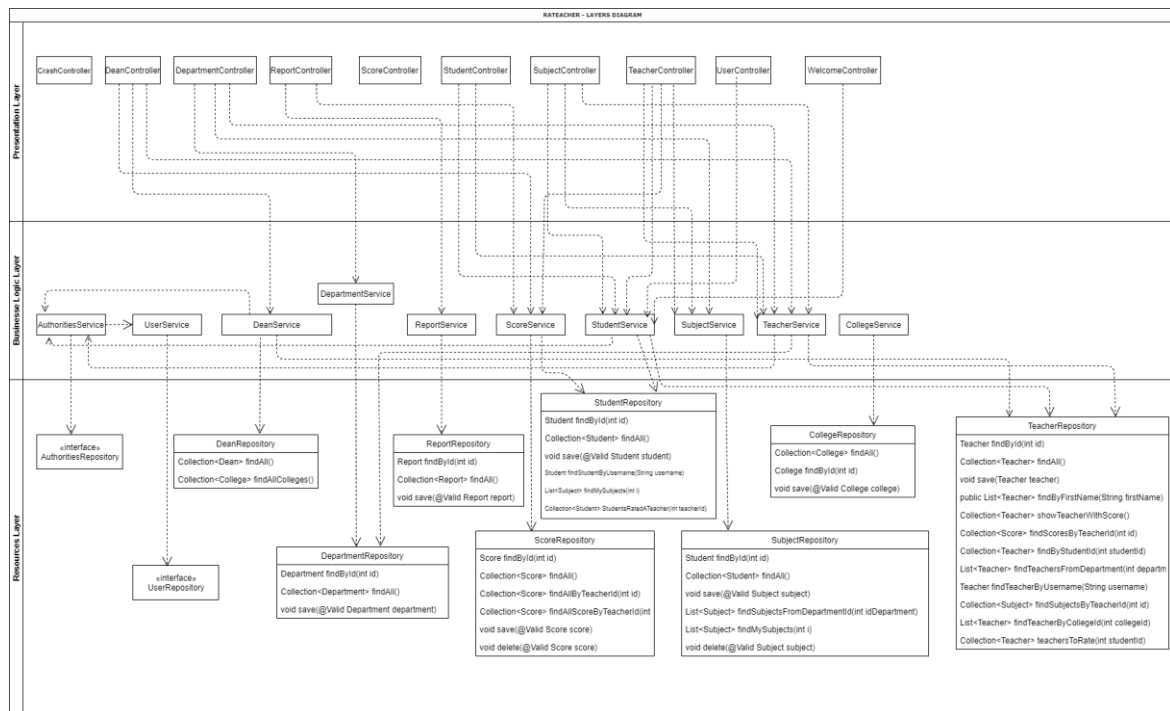 RATEACHER - LAYERS DIAGRAM
Presentation Layer
CrashController
DeanController
DepartmentController
ReportController
ScoreController
StudentController
SubjectController
TeacherController
UserController
WelcomeController
Businesse Logic Layer
DepartmentService
AuthoritiesService
UserService
DeanService
ReportService
ScoreService
StudentService
SubjectService
TeacherService
CollegeService
Resources Layer
«interface»
AuthoritiesRepository
DeanRepository
Collection<Dean> findAll()
Collection<College> findAllColleges()
ReportRepository
Report findById(int id)
Collection<Report> findAll()
void save(@Valid Report report)
StudentRepository
Student findById(int id)
Collection<Student> findAll()
void save(@Valid Student student)
Student findStudentByUsername(String username)
List<Subject> findMySubjects(int i)
Collection<Student> StudentsRatedATeacher(int teacherId)
CollegeRepository
Collection<College> findAll()
College findById(int id)
void save(@Valid College college)
TeacherRepository
Teacher findById(int id)
Collection<Teacher> findAll()
void save(Teacher teacher)
public List<Teacher> findByFirstName(String firstName)
Collection<Teacher> showTeacherWithScore()
Collection<Score> findScoresByTeacherId(int id)
Collection<Teacher> findByStudentId(int studentId)
List<Teacher> findTeachersFromDepartment(int departm
Teacher findTeacherByUsername(String username)
Collection<Subject> findSubjectsByTeacherId(int id)
List<Teacher> findTeacherByCollegeId(int collegeId)
Collection<Teacher> teachersToRate(int studentId)
«interface»
UserRepository
DepartmentRepository
Department findById(int id)
Collection<Department> findAll()
void save(@Valid Department department)
ScoreRepository
Score findById(int id)
Collection<Score> findAll()
Collection<Score> findAllByTeacherId(int id)
Collection<Score> findAllScoreByTeacherId(int
void save(@Valid Score score)
void delete(@Valid Score score)
SubjectRepository
Student findById(int id)
Collection<Student> findAll()
void save(@Valid Subject subject)
List<Subject> findSubjectsFromDepartmentId(int idDepartment)
List<Subject> findMySubjects(int i)
void delete(@Valid Subject subject)